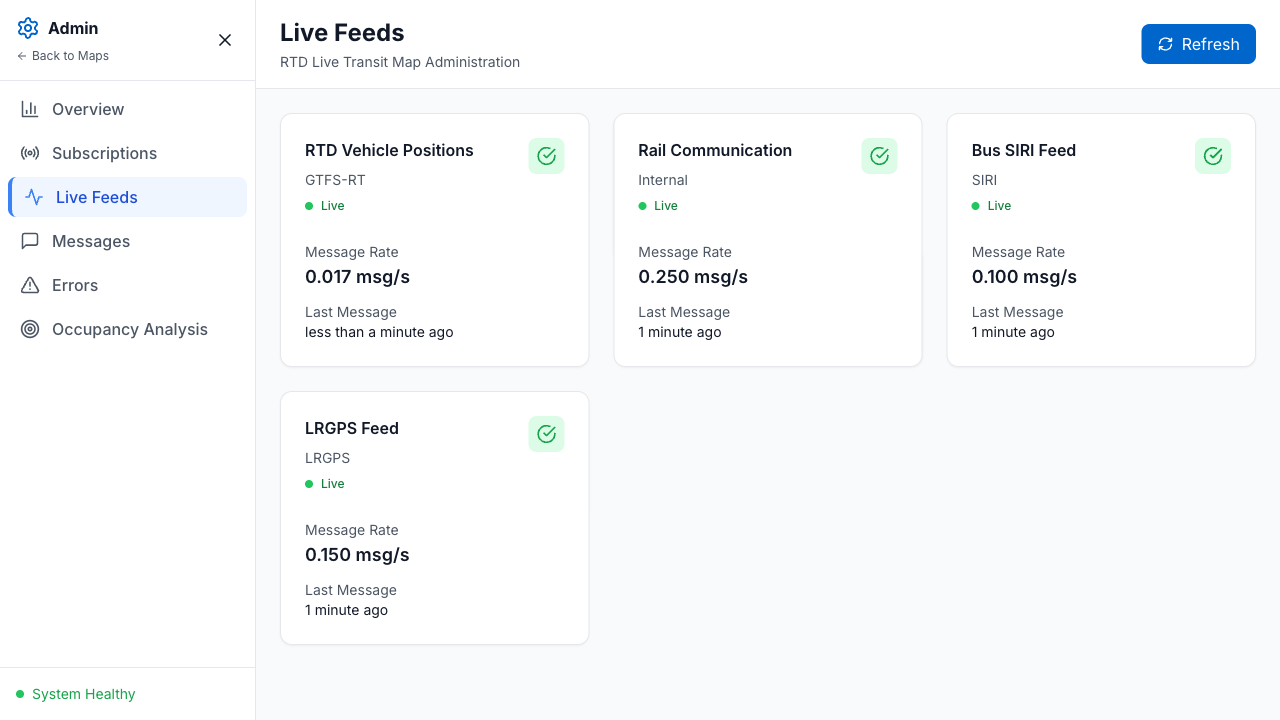 Admin
← Back to Maps
Overview
Subscriptions
Live Feeds
Messages
Errors
Occupancy Analysis
System Healthy
Live Feeds
RTD Live Transit Map Administration
Refresh
RTD Vehicle Positions
GTFS-RT
Live
Message Rate
0.017 msg/s
Last Message
less than a minute ago
Rail Communication
Internal
Live
Message Rate
0.250 msg/s
Last Message
1 minute ago
Bus SIRI Feed
SIRI
Live
Message Rate
0.100 msg/s
Last Message
1 minute ago
LRGPS Feed
LRGPS
Live
Message Rate
0.150 msg/s
Last Message
1 minute ago